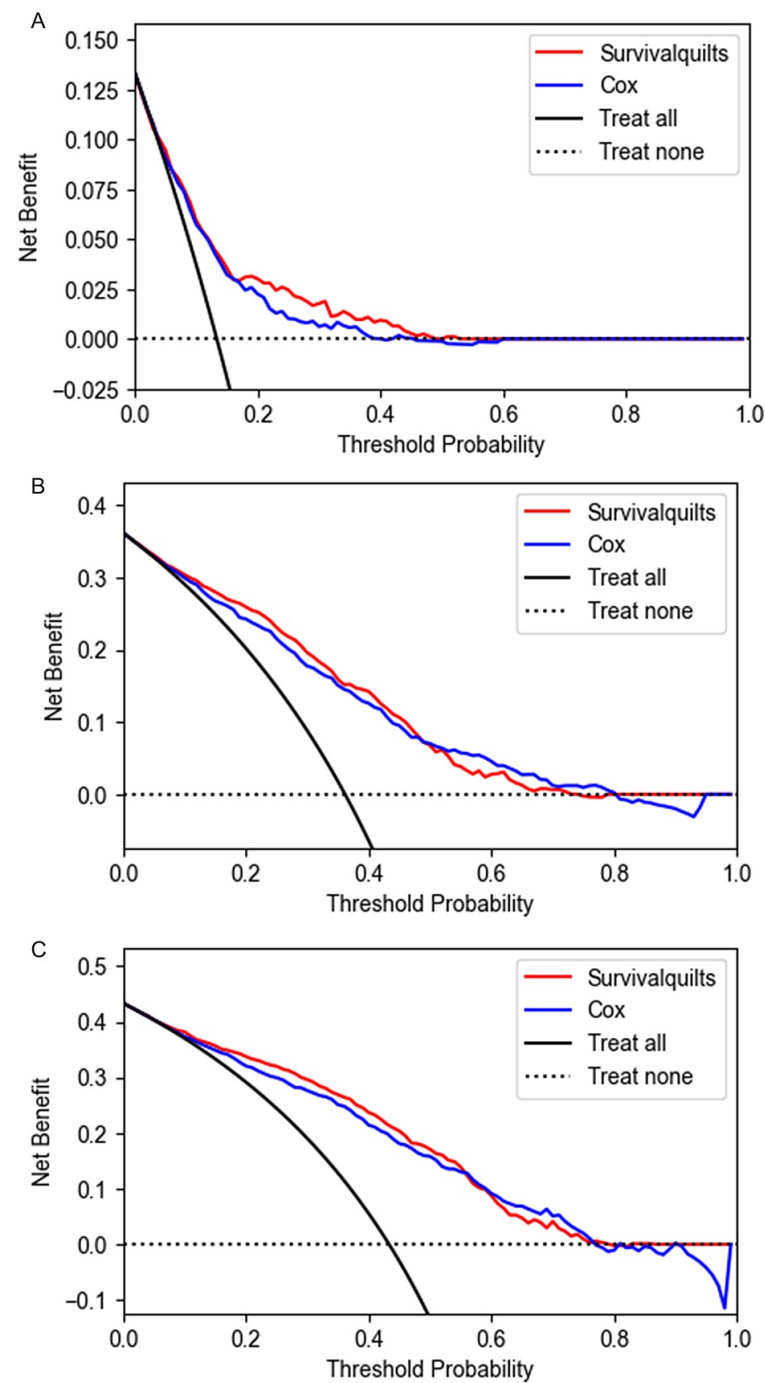 A
0.150
0.125
0.100
0.075
0.050
0.025
0.000
−0.025
Net Benefit
Survivalquilts
Cox
Treat all
Treat none
0.0 0.2 0.4 0.6 0.8 1.0
Threshold Probability
B
0.4
0.3
0.2
0.1
0.0
Net Benefit
Survivalquilts
Cox
Treat all
Treat none
0.0 0.2 0.4 0.6 0.8 1.0
Threshold Probability
C
0.5
0.4
0.3
0.2
0.1
0.0
−0.1
Net Benefit
Survivalquilts
Cox
Treat all
Treat none
0.0 0.2 0.4 0.6 0.8 1.0
Threshold Probability